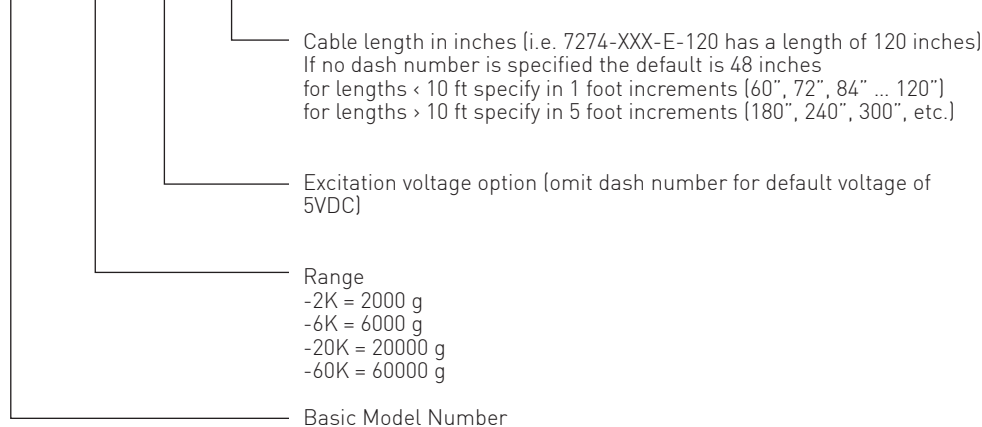 Cable length in inches (i.e. 7274-XXX-E-120 has a length of 120 inches)
If no dash number is specified the default is 48 inches
for lengths < 10 ft specify in 1 foot increments (60”, 72”, 84” ... 120”)
for lengths > 10 ft specify in 5 foot increments (180”, 240”, 300”, etc.)
Excitation voltage option (omit dash number for default voltage of
5VDC)
Range
-2K = 2000 g
-6K = 6000 g
-20K = 20000 g
-60K = 60000 g
Basic Model Number